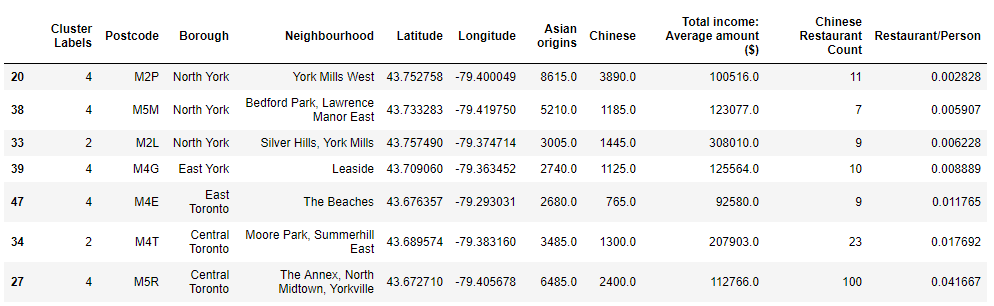 Cluster Labels Postcode Borough Neighbourhood Latitude Longitude Asian origins Chinese Total income: Average amount ($) Chinese Restaurant Count Restaurant/Person
20 4 M2P North York York Mills West 43.752758 -79.400049 8615.0 3890.0 100516.0 11 0.002828
38 4 M5M North York Bedford Park, Lawrence Manor East 43.733283 -79.419750 5210.0 1185.0 123077.0 7 0.005907
33 2 M2L North York Silver Hills, York Mills 43.757490 -79.374714 3005.0 1445.0 308010.0 9 0.006228
39 4 M4G East York Leaside 43.709060 -79.363452 2740.0 1125.0 125564.0 10 0.008889
47 4 M4E East Toronto The Beaches 43.676357 -79.293031 2680.0 765.0 92580.0 9 0.011765
34 2 M4T Central Toronto Moore Park, Summerhill East 43.689574 -79.383160 3485.0 1300.0 207903.0 23 0.017692
27 4 M5R Central Toronto The Annex, North Midtown, Yorkville 43.672710 -79.405678 6485.0 2400.0 112766.0 100 0.041667